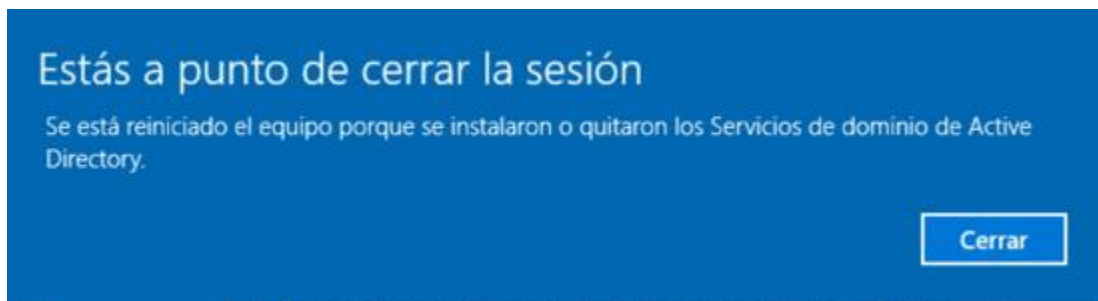 Estás a punto de cerrar la sesión
Se está reiniciado el equipo porque se instalaron o quitaron los Servicios de dominio de Active
Directory.
Cerrar